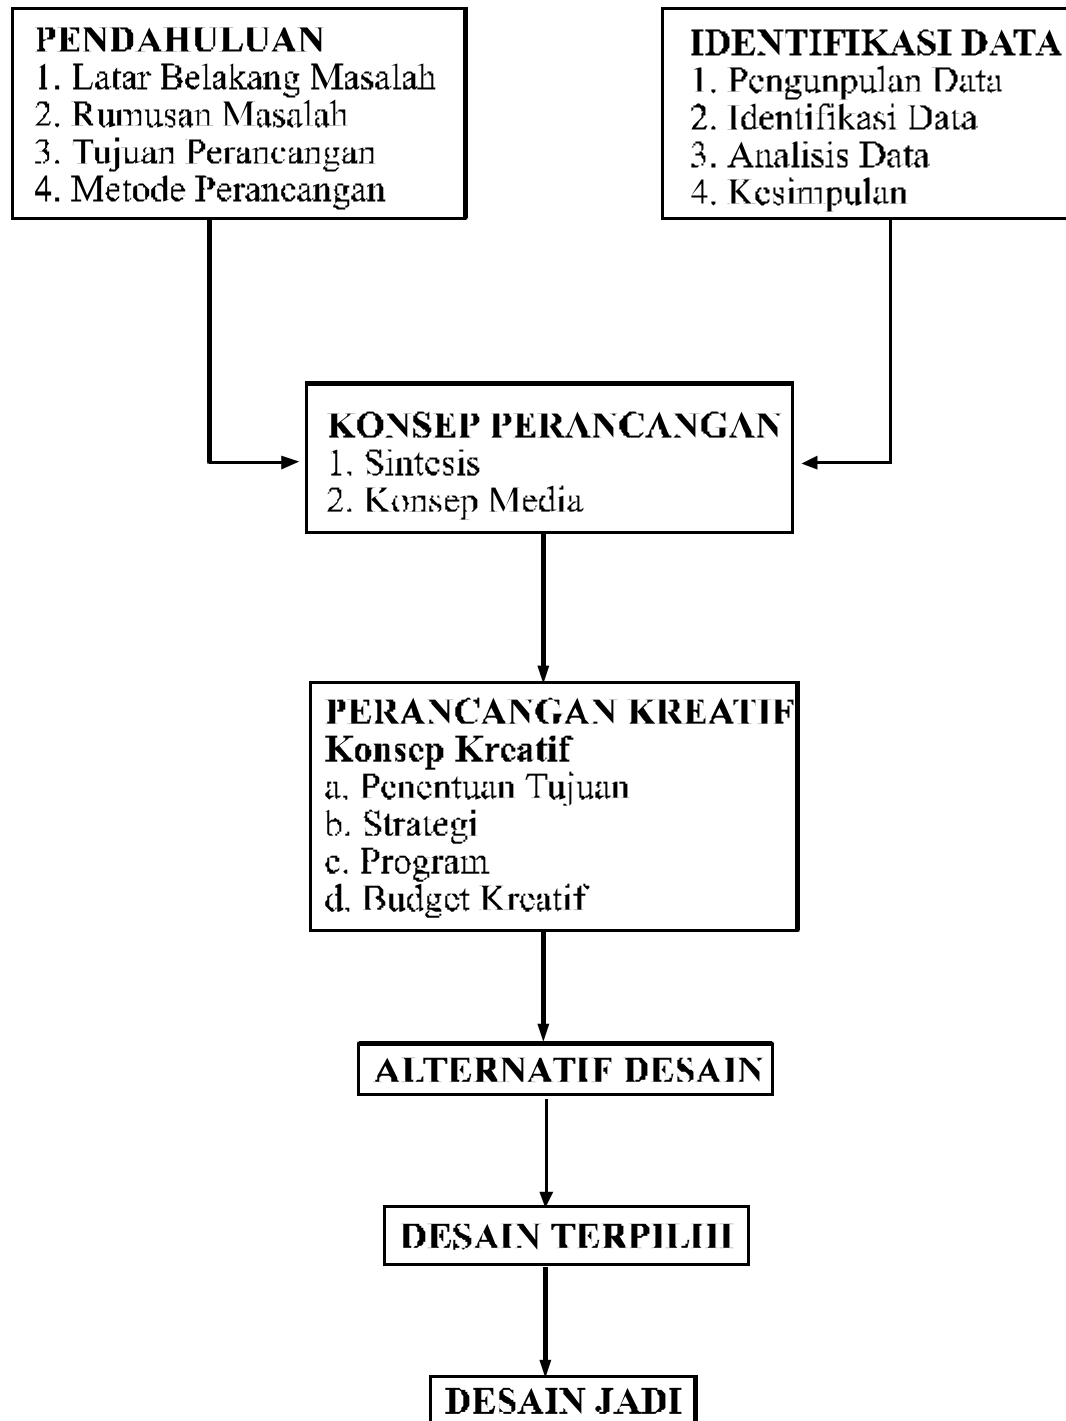 PENDAHULUAN
1. Latar Belakang Masalah
2. Rumusan Masalah
3. Tujuan Perancangan
4. Metode Perancangan
IDENTIFIKASI DATA
1. Pengunpulan Data
2. Identifikasi Data
3. Analisis Data
4. Kesimpulan
KONSEP PERANCANGAN
1. Sintesis
2. Konsep Media
PERANCANGAN KREATIF
Konsep Kreatif
a. Penentuan Tujuan
b. Strategi
c. Program
d. Budget Kreatif
ALTERNATIF DESAIN
DESAIN TERPILIH
DESAIN JADI